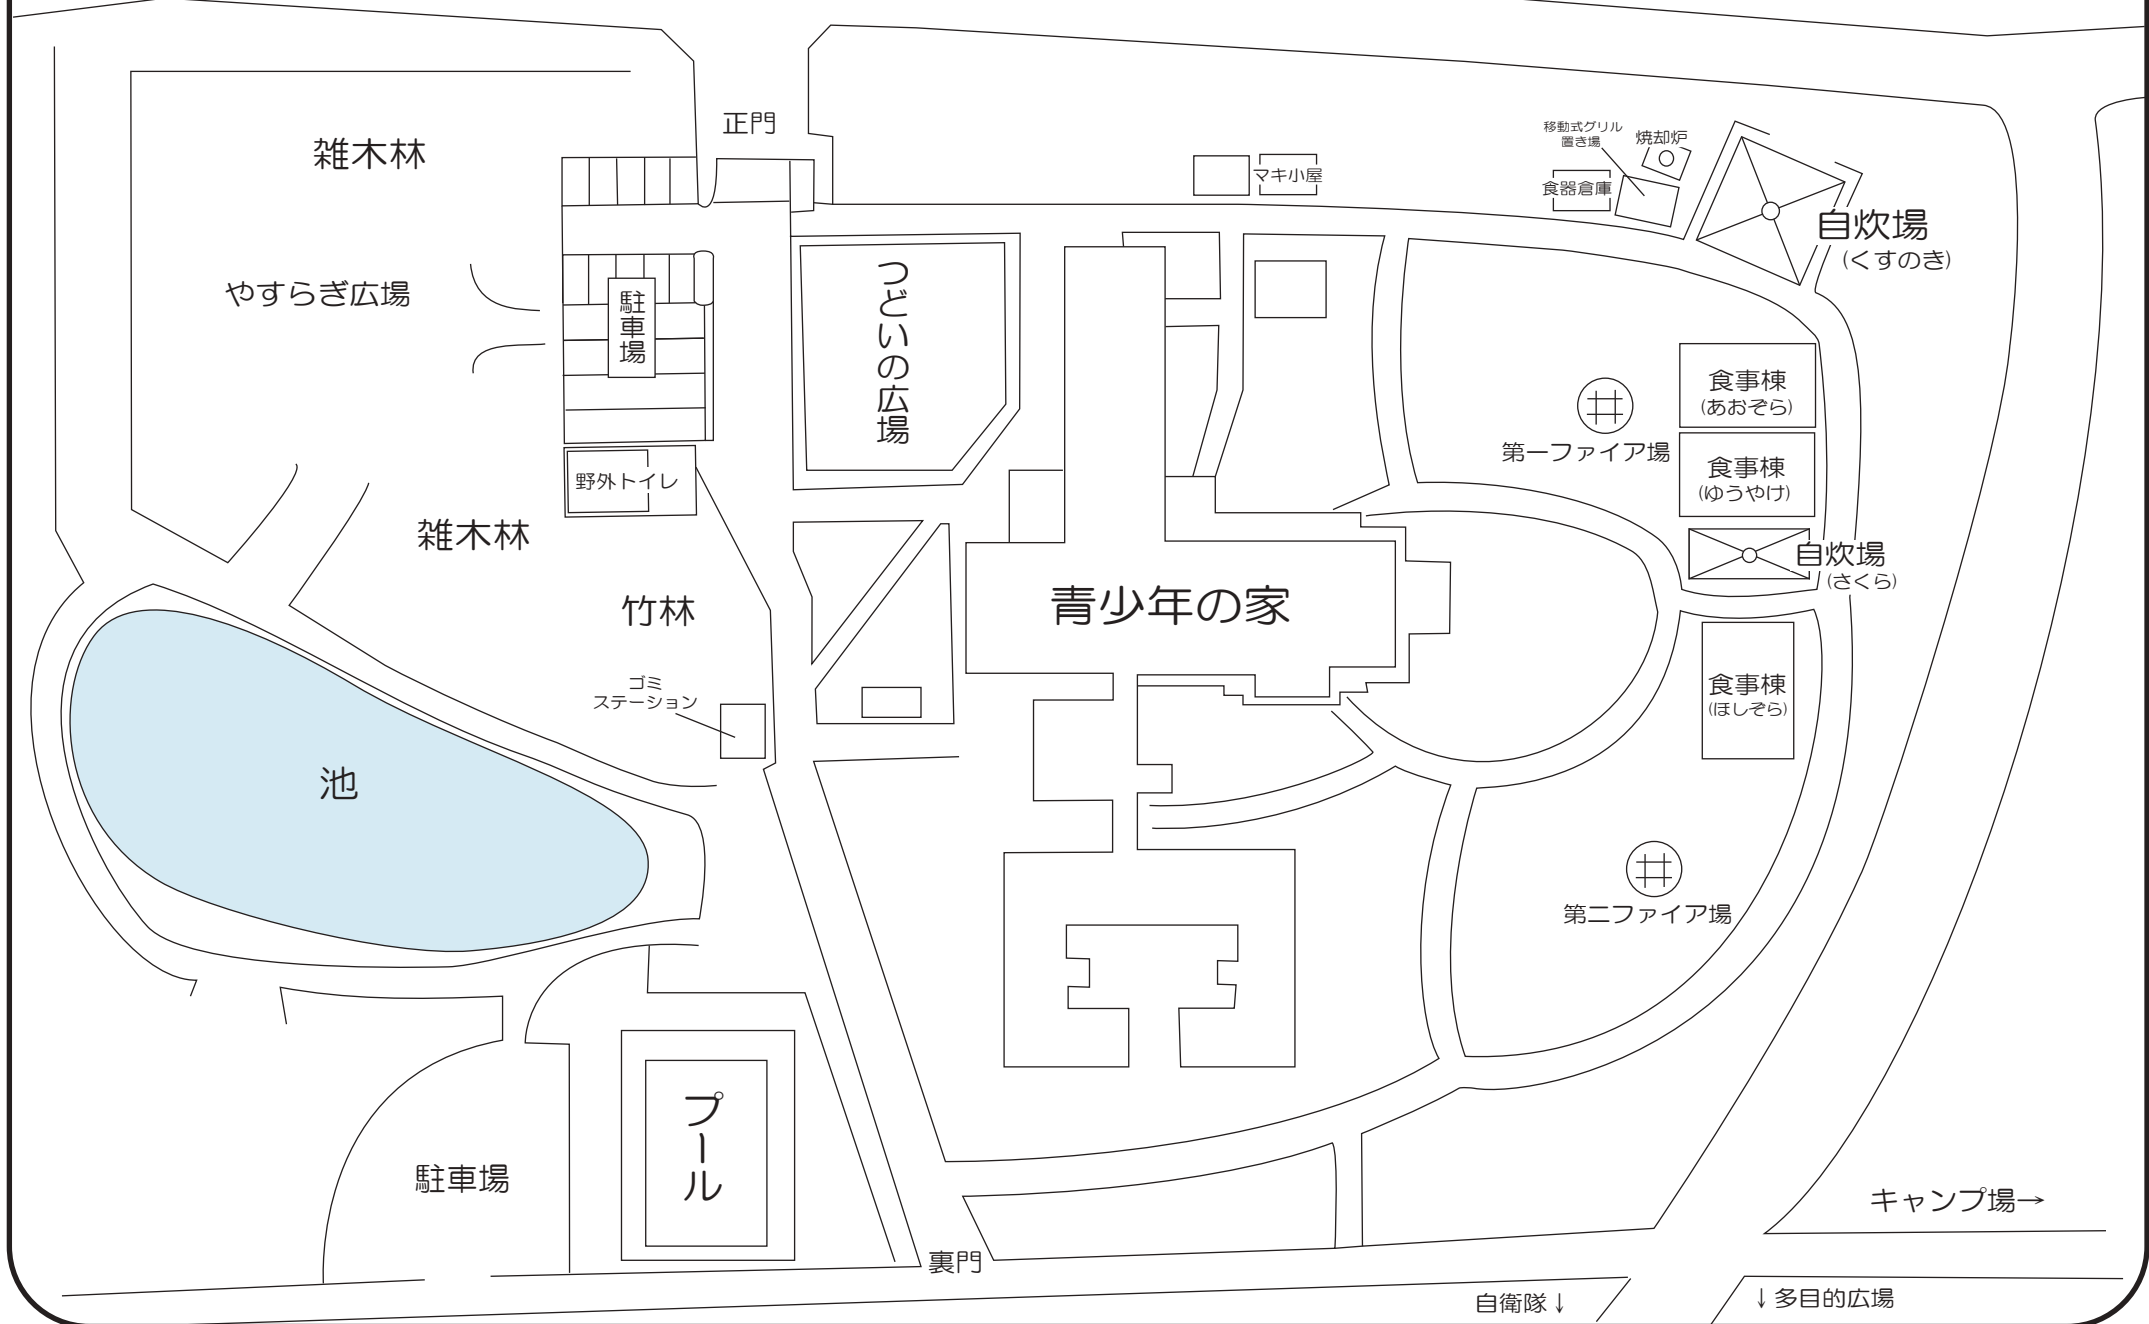 正門
移動式グリル
置き場
焼却炉
雑木林
マキ小屋
食器倉庫
自炊場
(くすのき)
やすらぎ広場
駐車場
つどいの広場
食事棟
(あおぞら)
第一ファイア場
食事棟
(ゆうやけ)
野外トイレ
雑木林
自炊場
(さくら)
竹林
青少年の家
ゴミ
ステーション
食事棟
(ほしぞら)
池
第二ファイア場
プール
駐車場
キャンプ場→
裏門
自衛隊↓
↓多目的広場